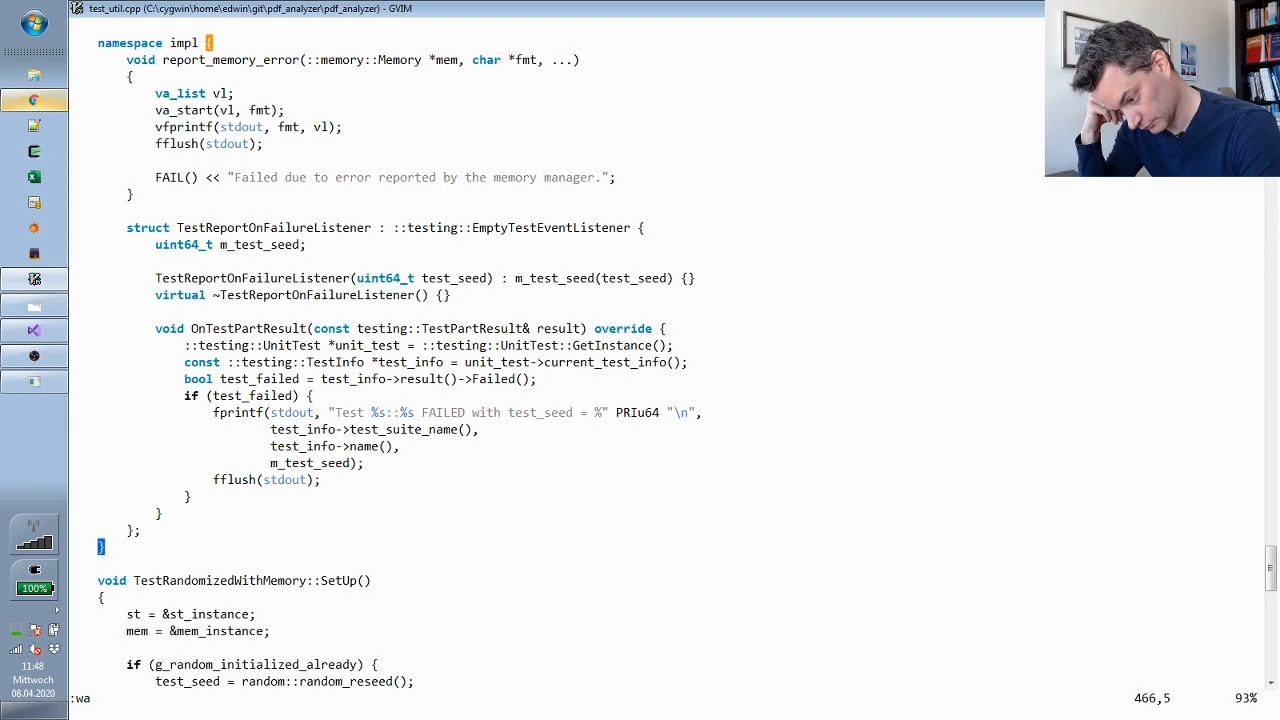 test_util.cpp (C:\cygwin\home\edwin\git\pdf_analyzer\pdf_analyzer) - GVIM
namespace impl {
void report_memory_error(::memory::Memory *mem, char *fmt, ...)
{
va_list vl;
va_start(vl, fmt);
vfprintf(stdout, fmt, vl);
fflush(stdout);
FAIL() << "Failed due to error reported by the memory manager.";
}
struct TestReportOnFailureListener : ::testing::EmptyTestEventListener {
uint64_t m_test_seed;
TestReportOnFailureListener(uint64_t test_seed) : m_test_seed(test_seed) {}
virtual ~TestReportOnFailureListener() {}
void OnTestPartResult(const testing::TestPartResult& result) override {
::testing::UnitTest *unit_test = ::testing::UnitTest::GetInstance();
const ::testing::TestInfo *test_info = unit_test->current_test_info();
bool test_failed = test_info->result()->Failed();
if (test_failed) {
fprintf(stdout, "Test %s::%s FAILED with test_seed = %" PRIu64 "\n",
test_info->test_suite_name(),
test_info->name(),
m_test_seed);
fflush(stdout);
}
}
};
}
void TestRandomizedWithMemory::SetUp()
{
st = &st_instance;
mem = &mem_instance;
if (g_random_initialized_already) {
test_seed = random::random_reseed();
:wa
466,5
93%
100%
11:48
Mittwoch
08.04.2020